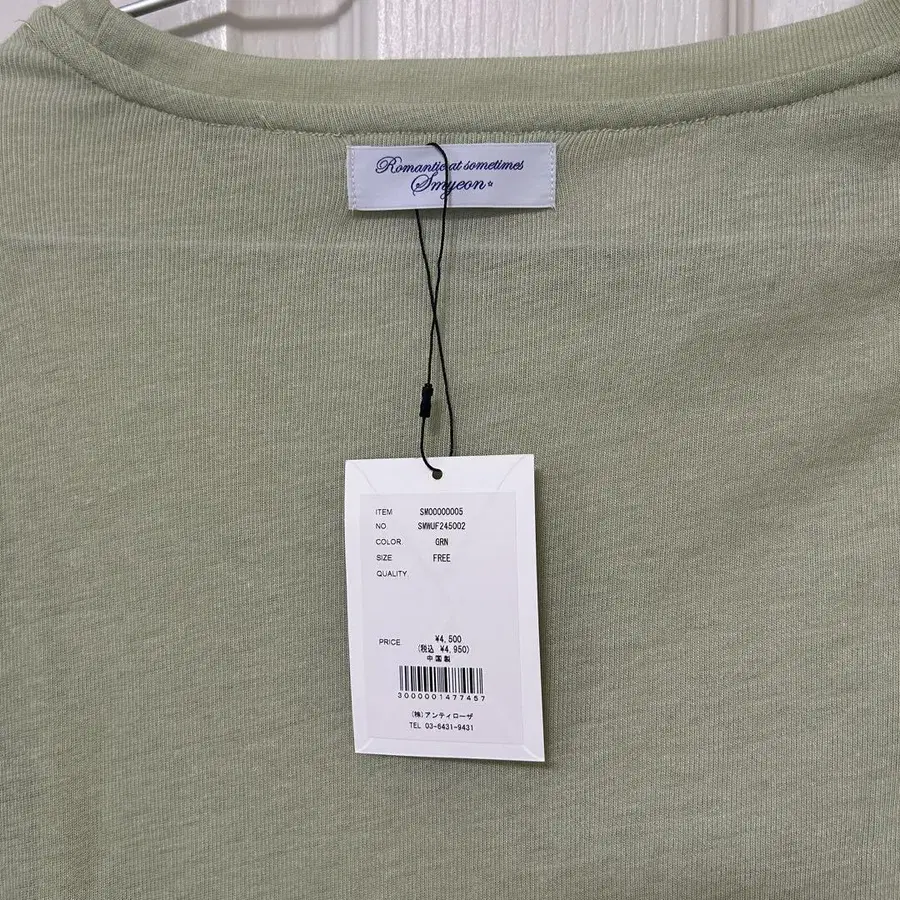 Romantic at sometimes
Smyeon
ITEM SM00000005
NO. SMWUF245002
COLOR. GRN
SIZE FREE
QUALITY.
PRICE ¥4,500
(税込 ¥4,950)
中国製
3000001477457
(株)アンティローザ
TEL 03-6431-9431